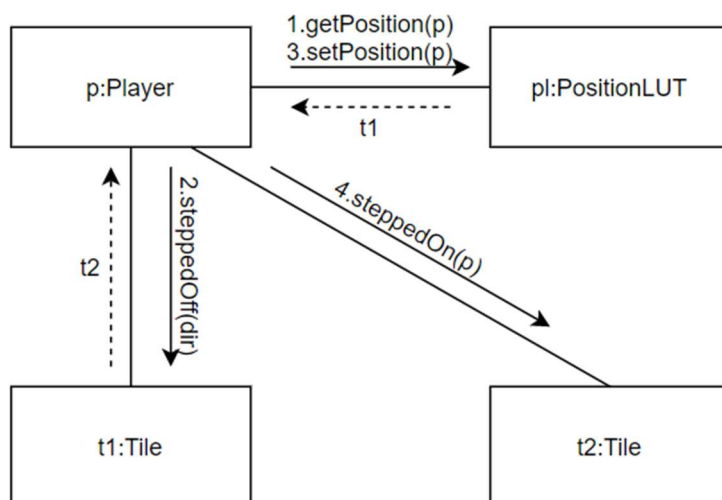 1.getPosition(p)
3.setPosition(p)
p:Player
pl:PositionLUT
t1
2.steppedOff(dir)
4.steppedOn(p)
t2
t1:Tile
t2:Tile